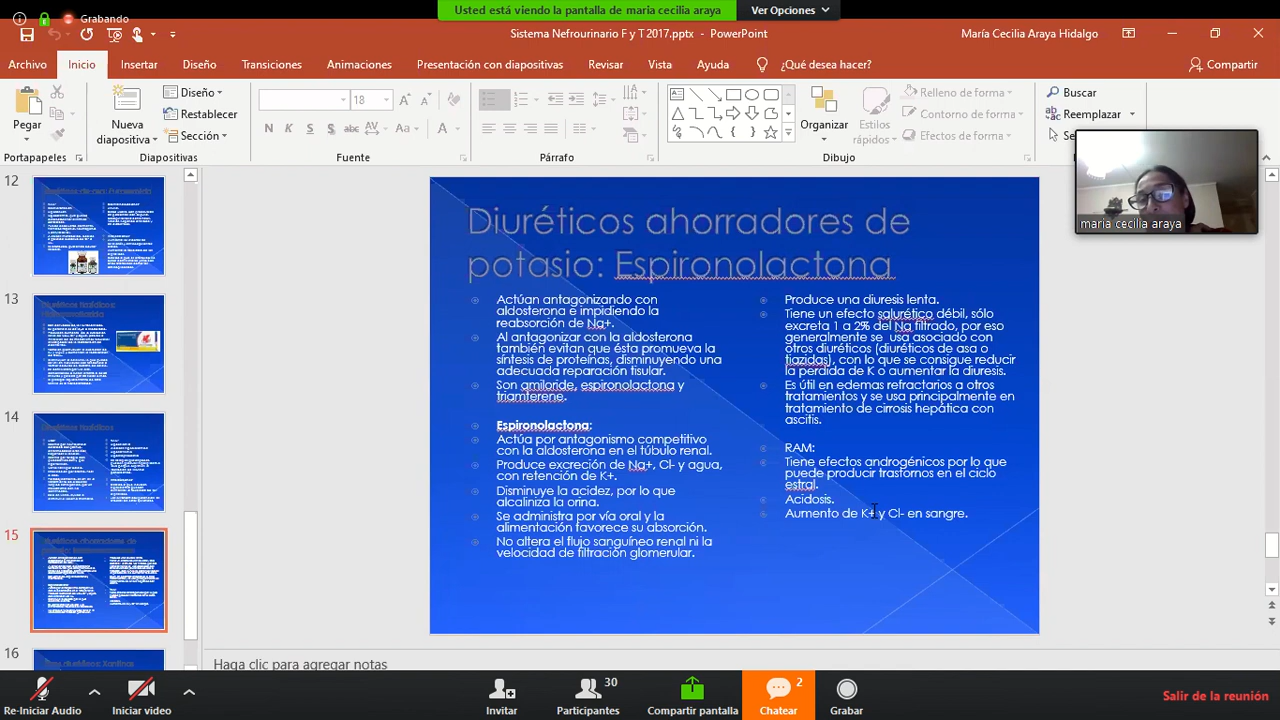 Grabando
Usted está viendo la pantalla de maria cecilia araya
Ver Opciones
Sistema Nefrourinario F y T 2017.pptx - PowerPoint
María Cecilia Araya Hidalgo
Archivo
Inicio
Insertar
Diseño
Transiciones
Animaciones
Presentación con diapositivas
Revisar
Vista
Ayuda
¿Qué desea hacer?
Compartir
Pegar
Nueva
diapositiva
Diseño
Restablecer
Sección
18
N K S abc AV Aa A
Organizar
Estilos
rápidos
Relleno de forma
Contorno de forma
Efectos de forma
Buscar
Reemplazar
Se
Portapapeles
Diapositivas
Fuente
Párrafo
Dibujo
maria cecilia araya
12
13
14
15
16
Diuréticos ahorradores de
potasio: Espironolactona
Actúan antagonizando con
aldosterona e impidiendo la
reabsorción de Na+.
Al antagonizar con la aldosterona
también evitan que ésta promueva la
síntesis de proteínas, disminuyendo una
adecuada reparación tisular.
Son amiloride, espironolactona y
triamterene.
Espironolactona:
Actúa por antagonismo competitivo
con la aldosterona en el túbulo renal.
Produce excreción de Na+, Cl- y agua,
con retención de K+.
Disminuye la acidez, por lo que
alcaliniza la orina.
Se administra por vía oral y la
alimentación favorece su absorción.
No altera el flujo sanguíneo renal ni la
velocidad de filtración glomerular.
Produce una diuresis lenta.
Tiene un efecto salurético débil, sólo
excreta 1 a 2% del Na filtrado, por eso
generalmente se usa asociado con
otros diuréticos (diuréticos de asa o
tiazidas), con lo que se consigue reducir
la pérdida de K o aumentar la diuresis.
Es útil en edemas refractarios a otros
tratamientos y se usa principalmente en
tratamiento de cirrosis hepática con
ascitis.
RAM:
Tiene efectos androgénicos por lo que
puede producir trastornos en el ciclo
estral.
Acidosis.
Aumento de K+ y Cl- en sangre.
Haga clic para agregar notas
Re-Iniciar Audio
Iniciar video
Invitar
30
Participantes
Compartir pantalla
2
Chatear
Grabar
Salir de la reunión